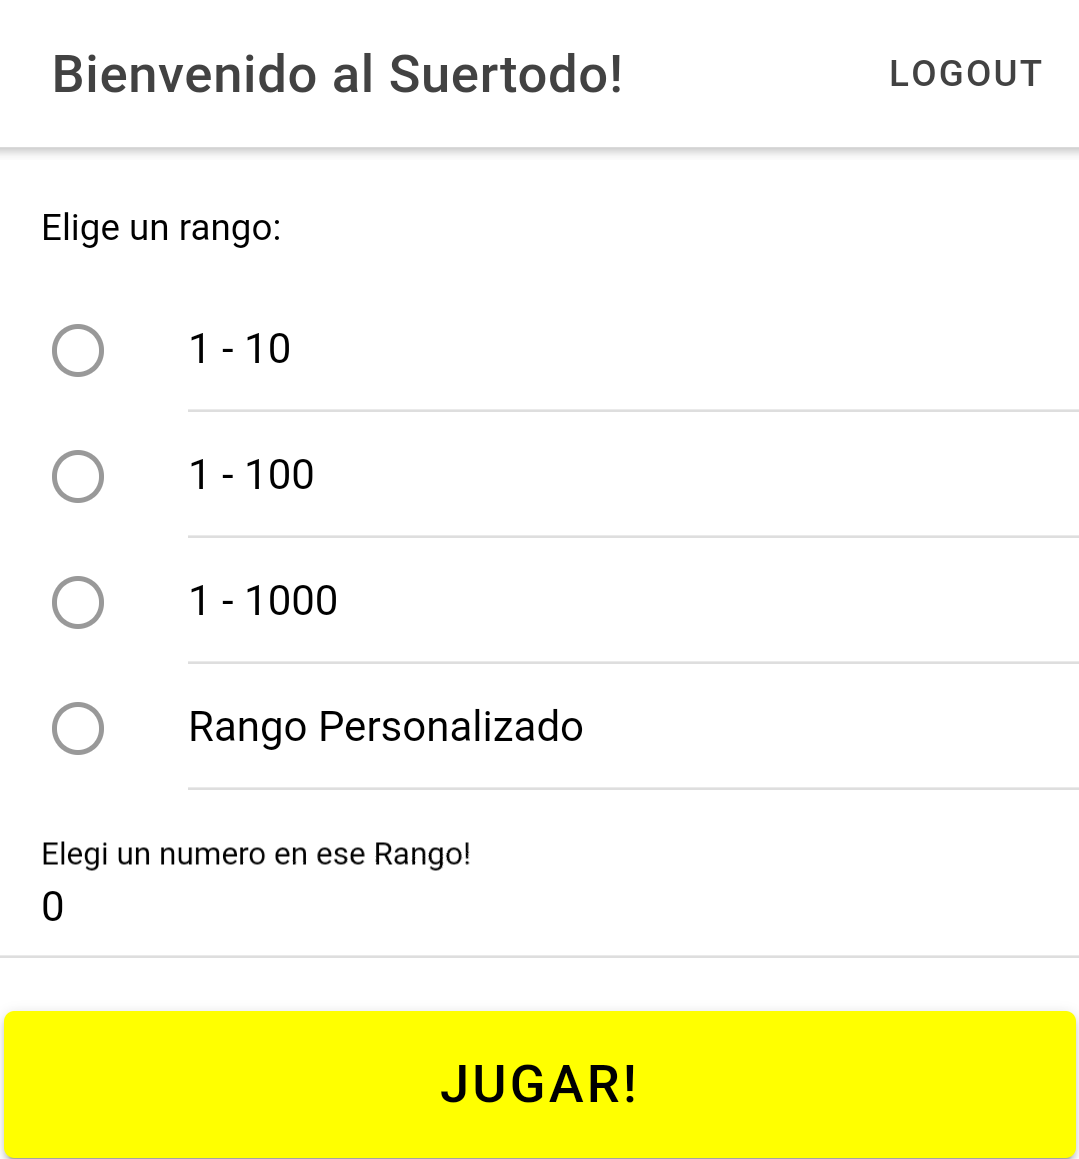 Bienvenido al Suertodo!
LOGOUT
Elige un rango:
1 - 10
1 - 100
1 - 1000
Rango Personalizado
Elegi un numero en ese Rango!
0
JUGAR!